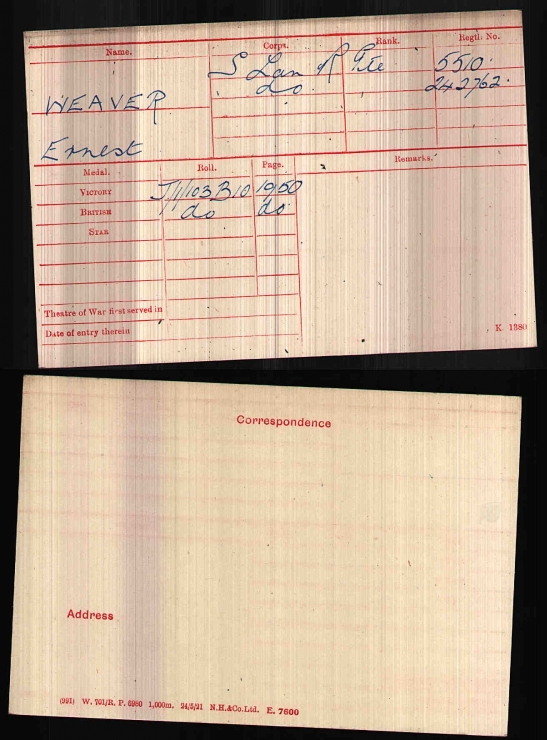 Name. Corps. Rank. Regtl. No.
WEAVER S Lan R Pte 5510.
do 242762.
Ernest
Medal. Roll. Page. Remarks.
VICTORY J/1/103 B10 1950
BRITISH do do
STAR
Theatre of War first served in
Date of entry therein
K. 1380
Correspondence
Address
(991) W. 701/R. P. 6980 1,000m. 24/5/21 N.H.&Co.Ltd. E. 7600